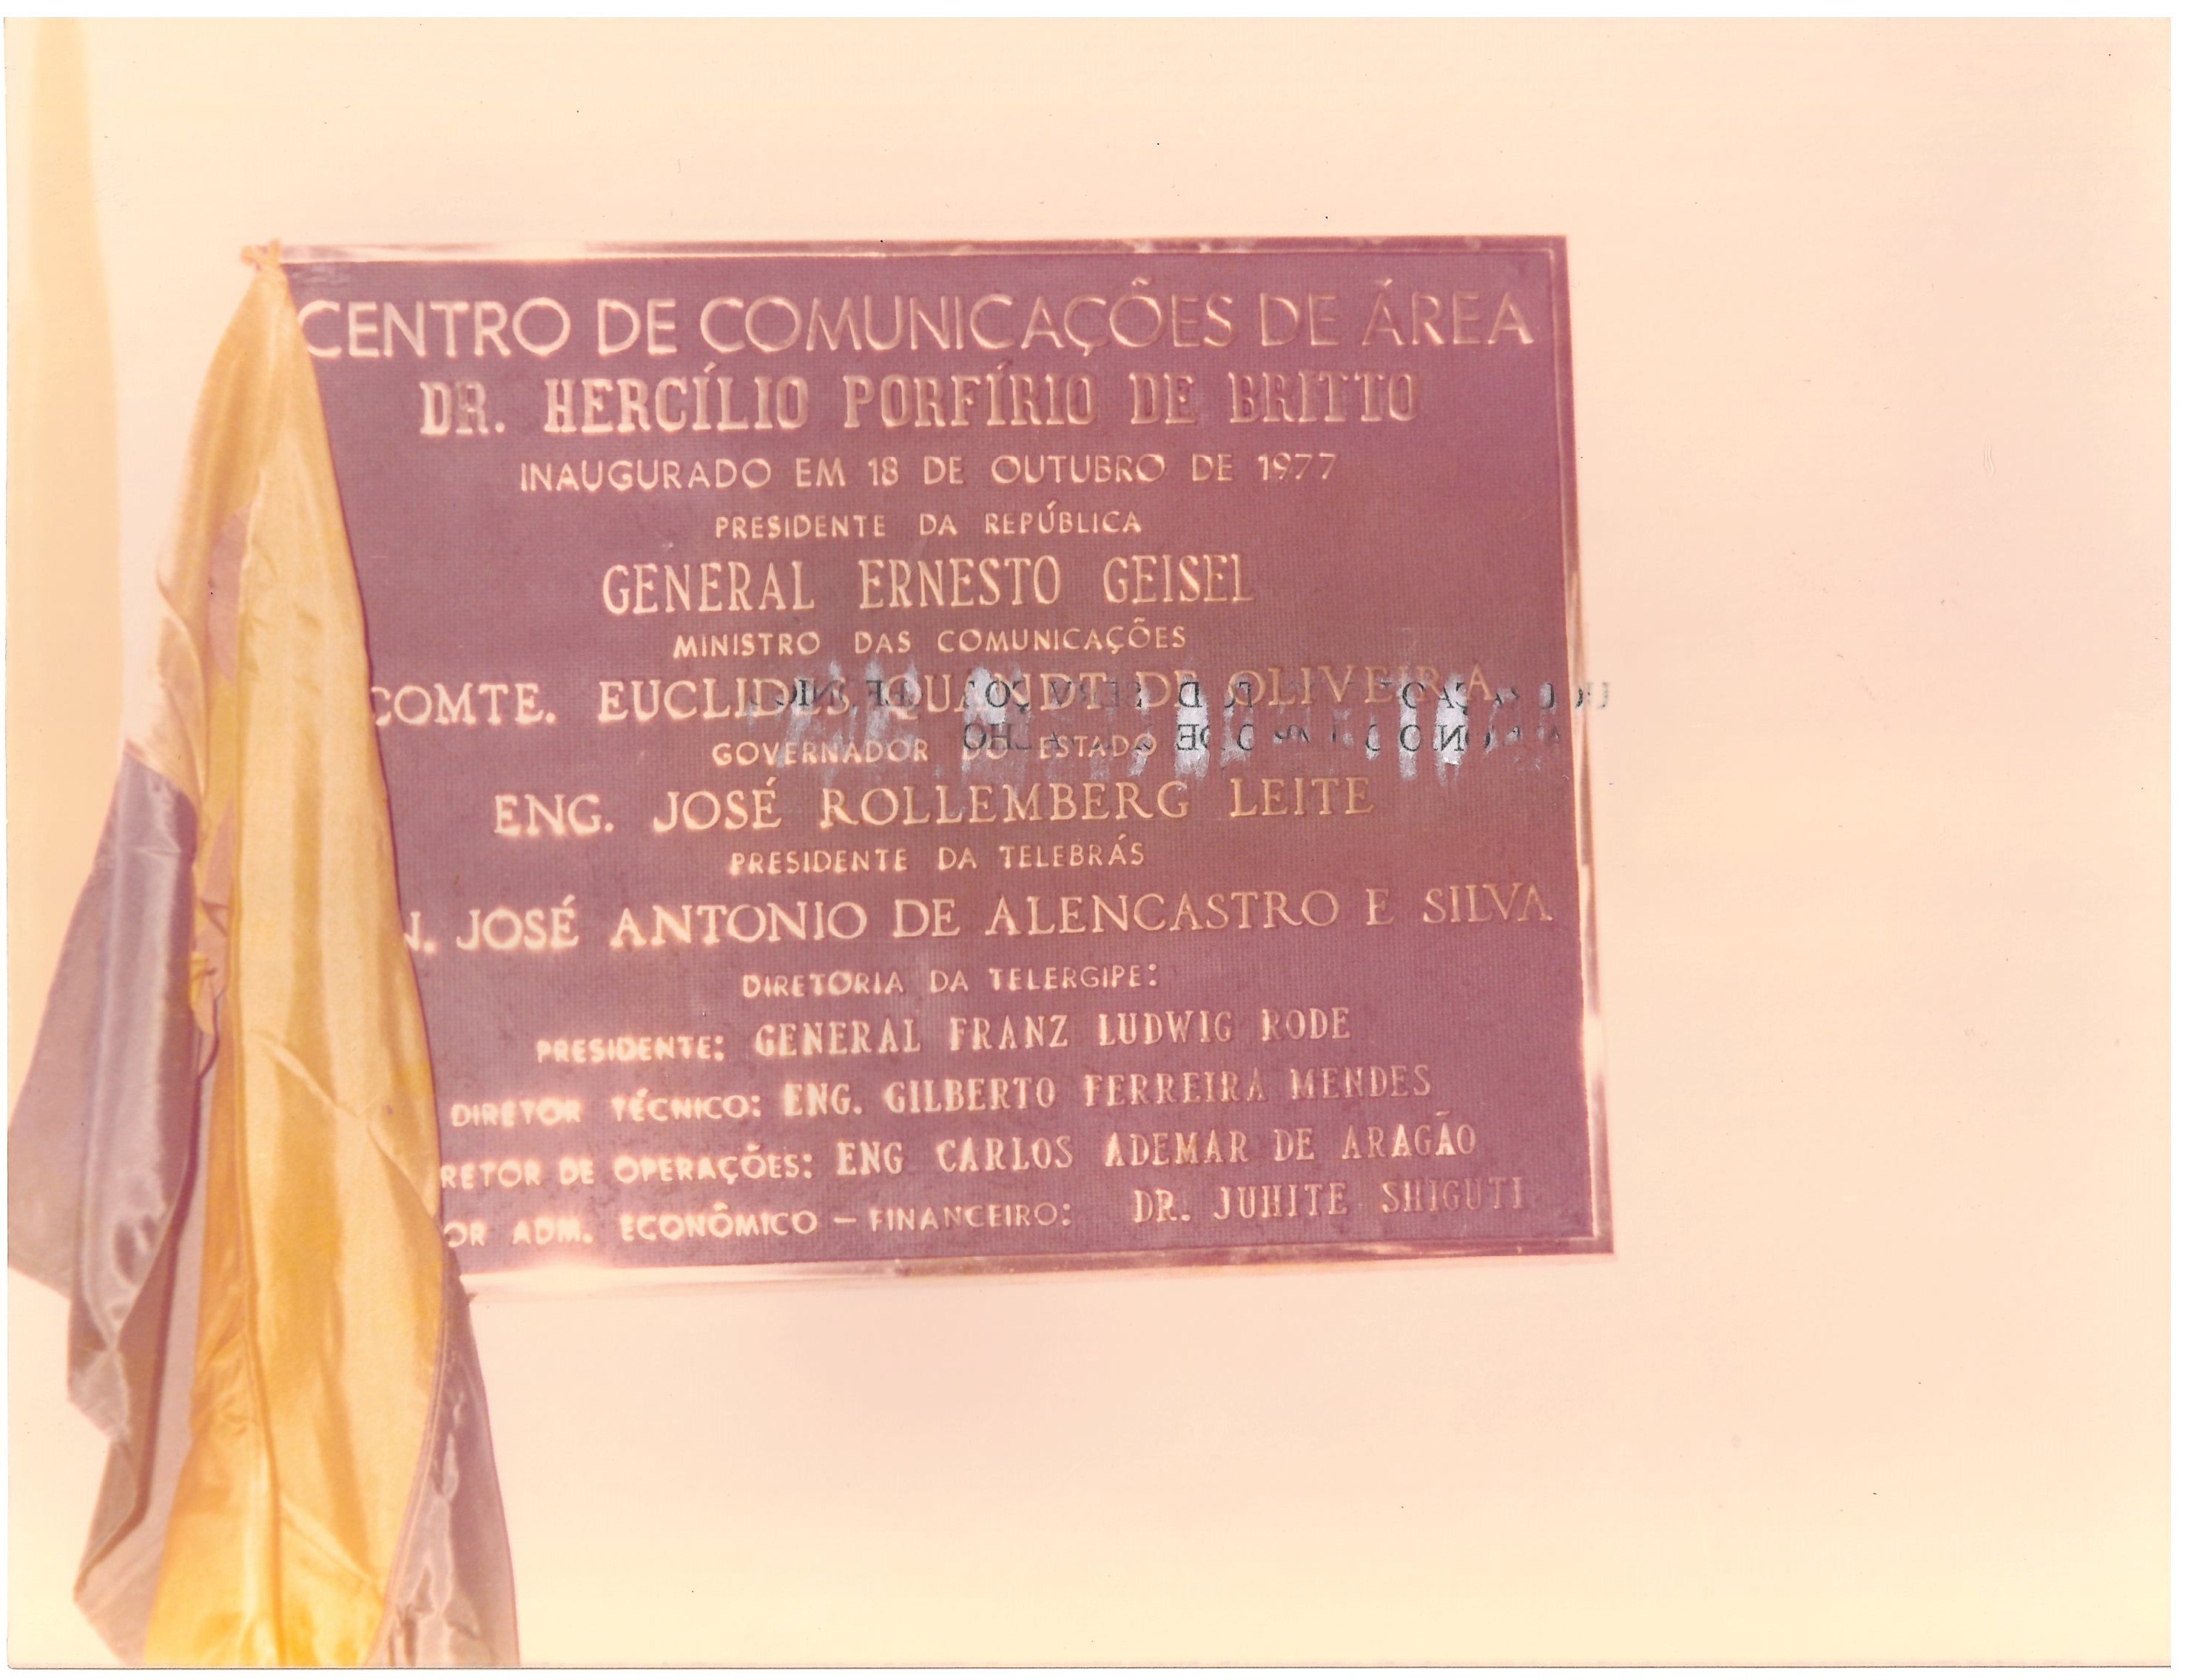 CENTRO DE COMUNICAÇÕES DE ÁREA
DR. HERCÍLIO PORFÍRIO DE BRITTO
INAUGURADO EM 18 DE OUTUBRO DE 1977
PRESIDENTE DA REPÚBLICA
GENERAL ERNESTO GEISEL
MINISTRO DAS COMUNICAÇÕES
COMTE. EUCLIDES QUANDT DE OLIVEIRA
GOVERNADOR DO ESTADO
ENG. JOSÉ ROLLEMBERG LEITE
PRESIDENTE DA TELEBRÁS
N. JOSÉ ANTONIO DE ALENCASTRO E SILVA
DIRETORIA DA TELERGIPE:
PRESIDENTE: GENERAL FRANZ LUDWIG RODE
DIRETOR TÉCNICO: ENG. GILBERTO FERREIRA MENDES
RETOR DE OPERAÇÕES: ENG CARLOS ADEMAR DE ARAGÃO
OR ADM. ECONÔMICO - FINANCEIRO: DR. JUHITE SHIGUTI